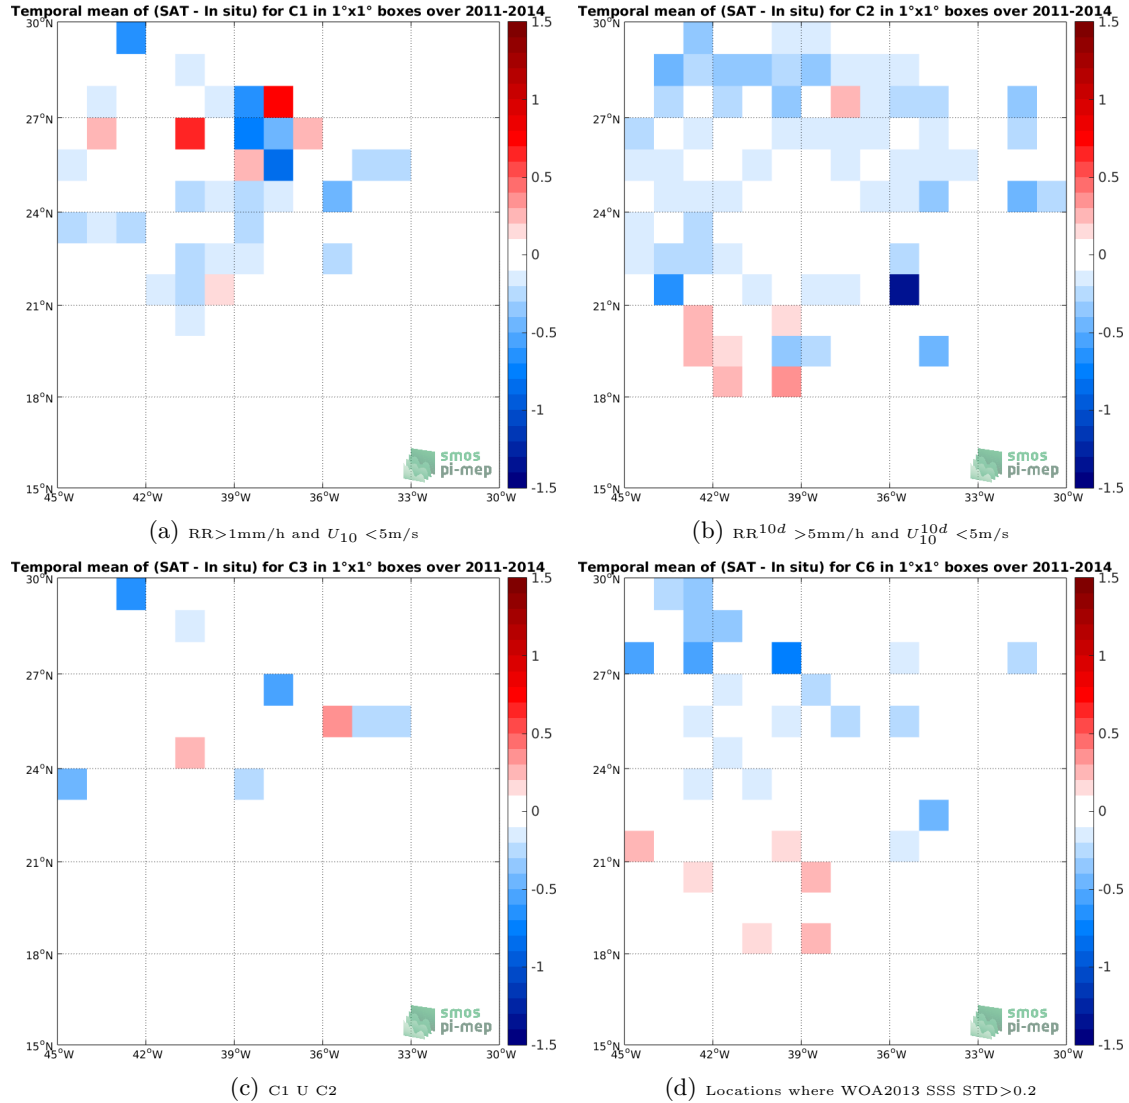 Temporal mean of (SAT - In situ) for C1 in 1°x1° boxes over 2011-2014
30°N
27°N
24°N
21°N
18°N
15°N
45°W 42°W 39°W 36°W 33°W 30°W
1.5
1
0.5
0
-0.5
-1
-1.5
smos
pi-mep
(a) RR>1mm/h and U10 <5m/s
Temporal mean of (SAT - In situ) for C2 in 1°x1° boxes over 2011-2014
30°N
27°N
24°N
21°N
18°N
15°N
45°W 42°W 39°W 36°W 33°W 30°W
1.5
1
0.5
0
-0.5
-1
-1.5
smos
pi-mep
(b) RR^10d >5mm/h and U10^10d <5m/s
Temporal mean of (SAT - In situ) for C3 in 1°x1° boxes over 2011-2014
30°N
27°N
24°N
21°N
18°N
15°N
45°W 42°W 39°W 36°W 33°W 30°W
1.5
1
0.5
0
-0.5
-1
-1.5
smos
pi-mep
(c) C1 U C2
Temporal mean of (SAT - In situ) for C6 in 1°x1° boxes over 2011-2014
30°N
27°N
24°N
21°N
18°N
15°N
45°W 42°W 39°W 36°W 33°W 30°W
1.5
1
0.5
0
-0.5
-1
-1.5
smos
pi-mep
(d) Locations where WOA2013 SSS STD>0.2